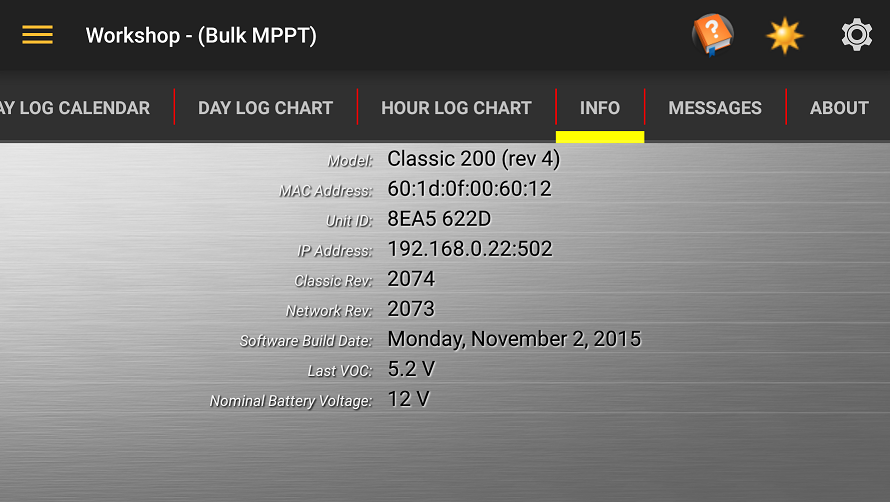 Workshop - (Bulk MPPT)
AY LOG CALENDAR DAY LOG CHART HOUR LOG CHART INFO MESSAGES ABOUT
Model: Classic 200 (rev 4)
MAC Address: 60:1d:0f:00:60:12
Unit ID: 8EA5 622D
IP Address: 192.168.0.22:502
Classic Rev: 2074
Network Rev: 2073
Software Build Date: Monday, November 2, 2015
Last VOC: 5.2 V
Nominal Battery Voltage: 12 V